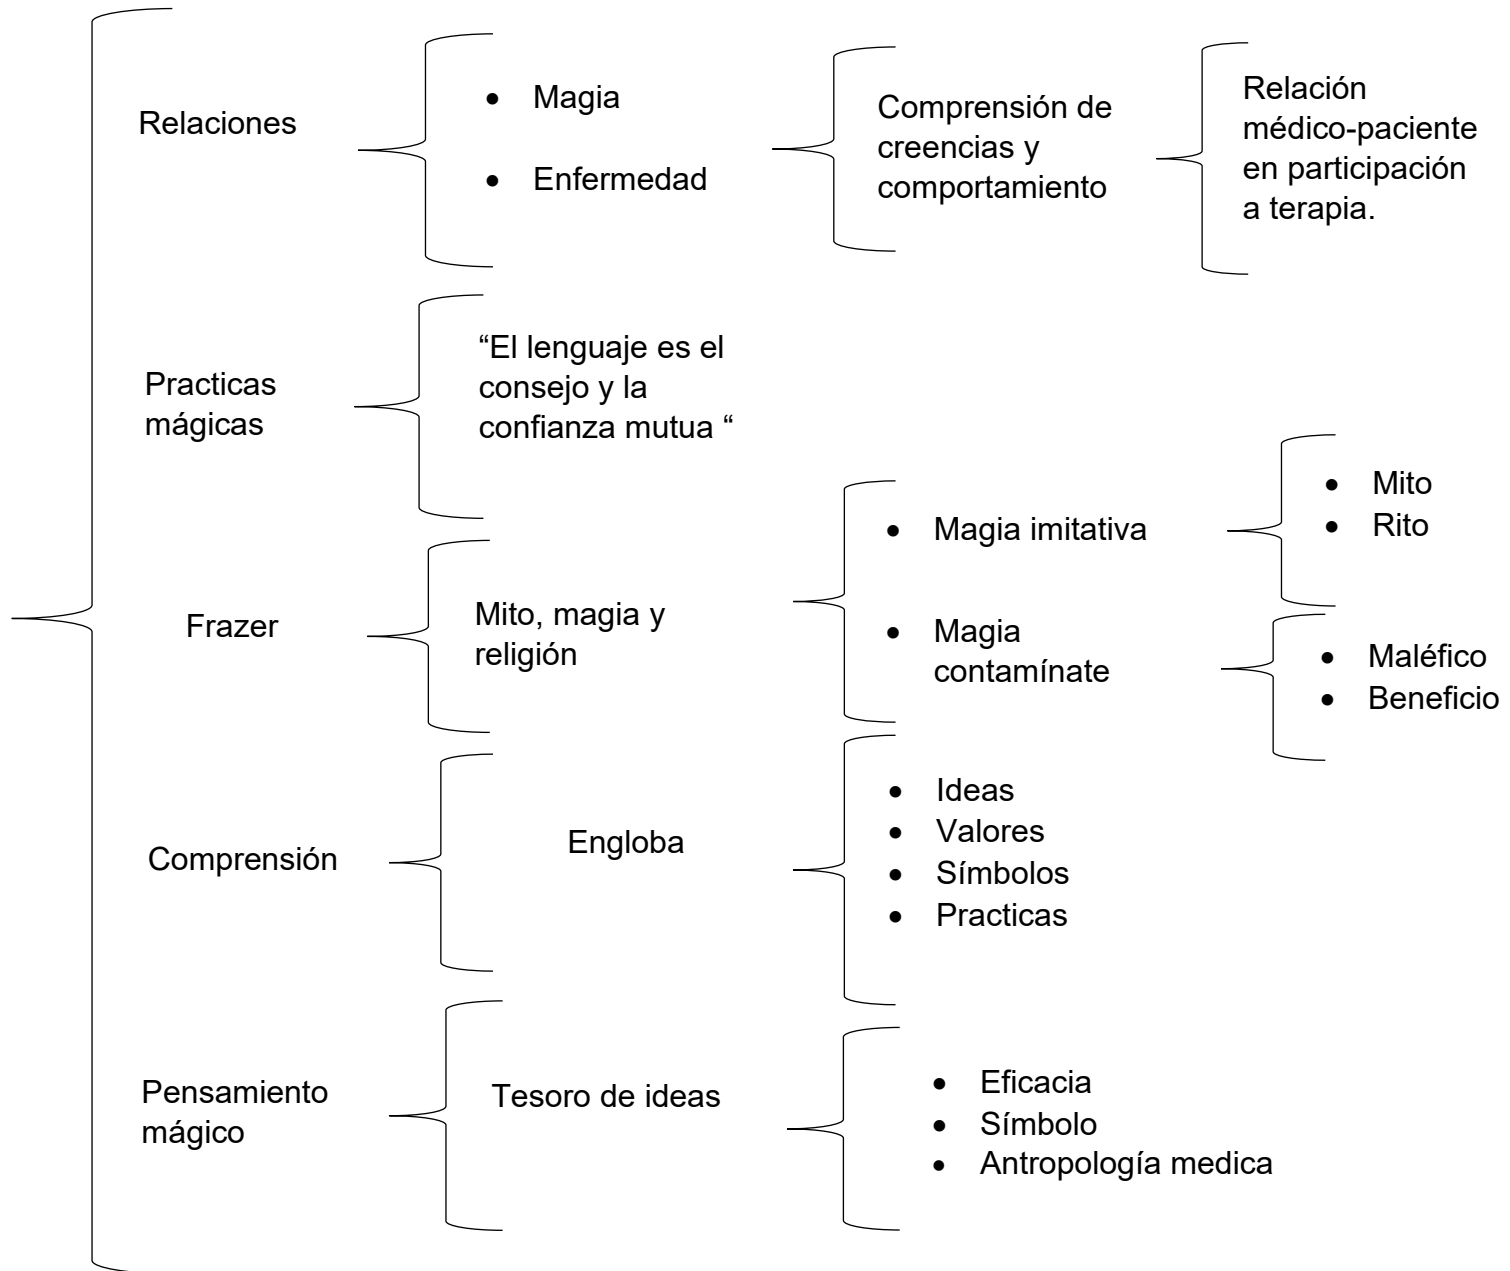 Relaciones
• Magia
• Enfermedad
Comprensión de
creencias y
comportamiento
Relación
médico-paciente
en participación
a terapia.
Practicas
mágicas
“El lenguaje es el
consejo y la
confianza mutua “
Frazer
Mito, magia y
religión
• Magia imitativa
• Mito
• Rito
• Magia
contamínate
• Maléfico
• Beneficio
Comprensión
Engloba
• Ideas
• Valores
• Símbolos
• Practicas
Pensamiento
mágico
Tesoro de ideas
• Eficacia
• Símbolo
• Antropología medica